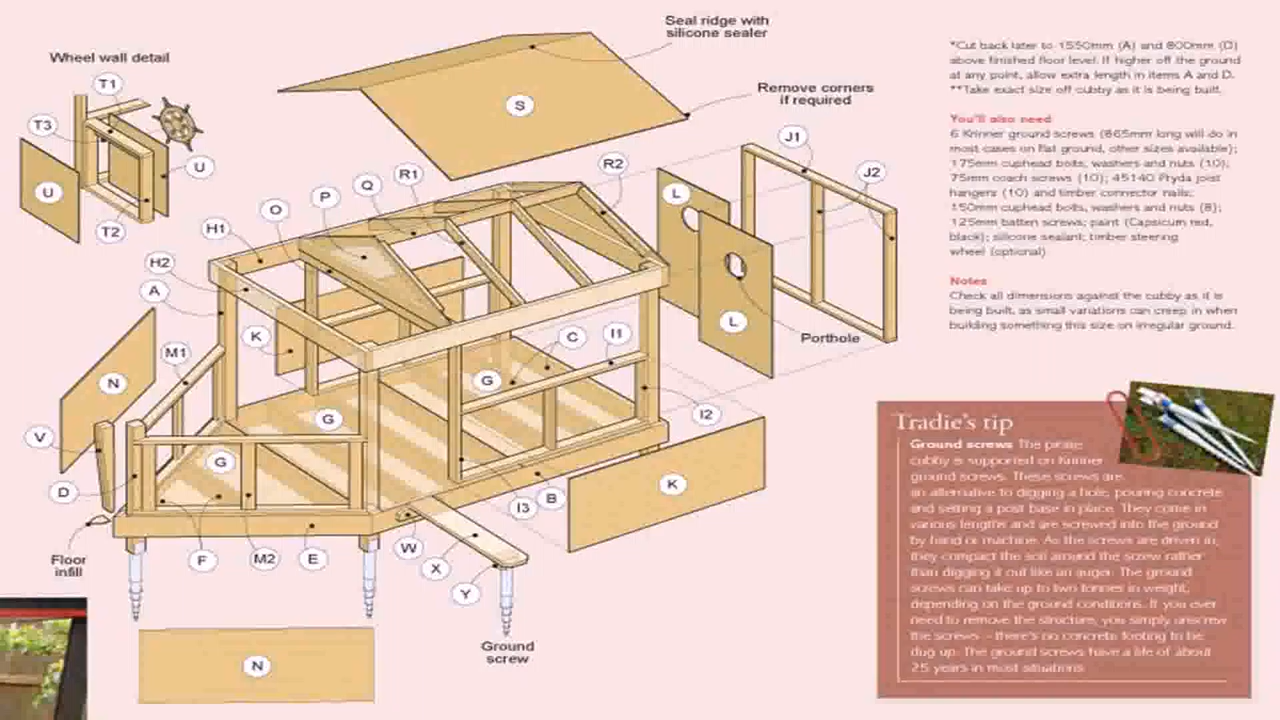 Wheel wall detail
T1
T3
U
U
T2
Seal ridge with
silicone sealer
S
Remove corners
if required
J1
J2
R2
R1
Q
P
O
H1
H2
A
L
L
Porthole
K
M1
N
V
D
C
I1
G
G
G
I2
K
B
I3
Floor
infill
F
M2
E
W
X
Y
Ground
screw
N
*Cut back later to 1550mm (A) and 800mm (D)
above finished floor level. If higher off the ground
at any point, allow extra length in items A and D.
**Take exact size off cubby as it is being built.
You'll also need
6 Krinner ground screws (865mm long will do in
most cases on flat ground, other sizes available);
175mm cuphead bolts, washers and nuts (10);
75mm coach screws (10); 45140 Pryda joist
hangers (10) and timber connector nails;
150mm cuphead bolts, washers and nuts (8);
125mm batten screws; paint (Capsicum red,
black); silicone sealant; timber steering
wheel (optional)
Notes
Check all dimensions against the cubby as it is
being built, as small variations can creep in when
building something this size on irregular ground.
Tradie's tip
Ground screws The pirate
cubby is supported on Krinner
ground screws. These screws are
an alternative to digging a hole, pouring concrete
and setting a post base in place. They come in
various lengths and are screwed into the ground
by hand or machine. As the screws are driven in,
they compact the soil around the screw rather
than digging it out like an auger. The ground
screws can take up to two tonnes in weight,
depending on the ground conditions. If you ever
need to remove the structure, you simply unscrew
the screws – there's no concrete footing to be
dug up. The ground screws have a life of about
25 years in most situations